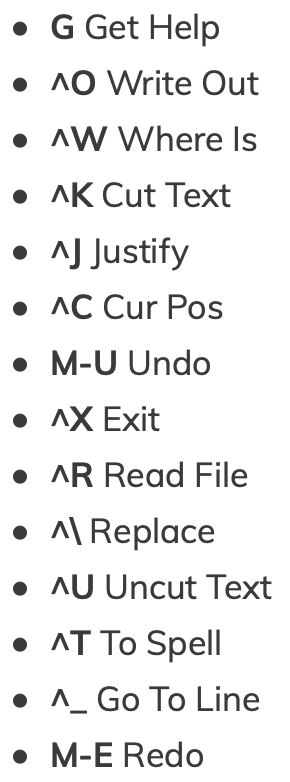 • G Get Help
• ^O Write Out
• ^W Where Is
• ^K Cut Text
• ^J Justify
• ^C Cur Pos
• M-U Undo
• ^X Exit
• ^R Read File
• ^\ Replace
• ^U Uncut Text
• ^T To Spell
• ^_ Go To Line
• M-E Redo